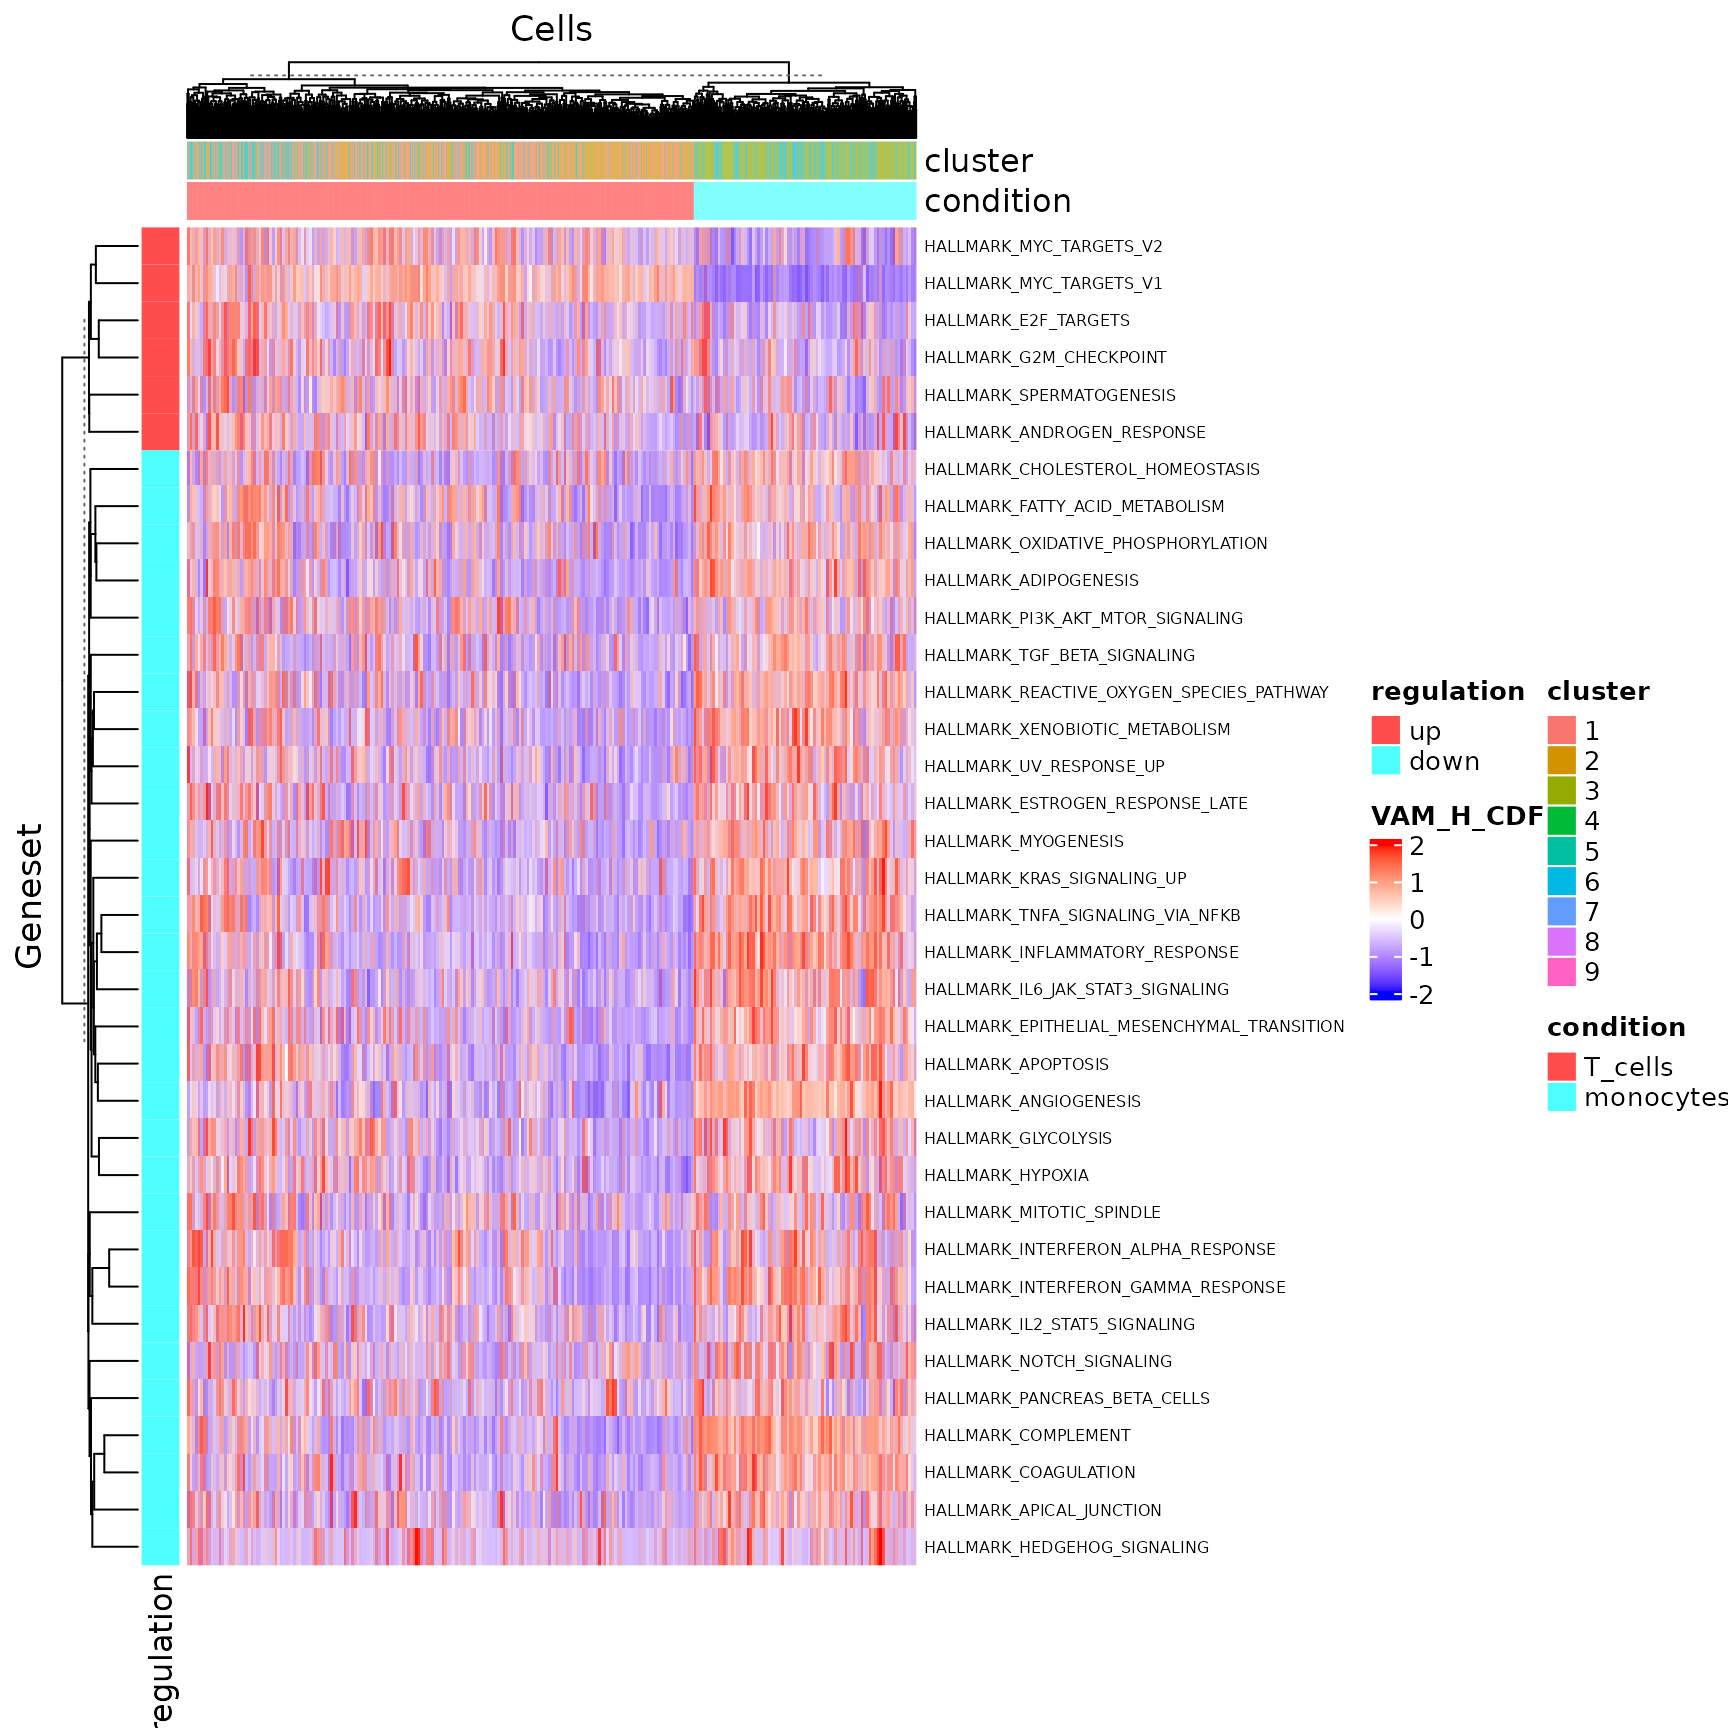 Cells
cluster
condition
HALLMARK_MYC_TARGETS_V2
HALLMARK_MYC_TARGETS_V1
HALLMARK_E2F_TARGETS
HALLMARK_G2M_CHECKPOINT
HALLMARK_SPERMATOGENESIS
HALLMARK_ANDROGEN_RESPONSE
HALLMARK_CHOLESTEROL_HOMEOSTASIS
HALLMARK_FATTY_ACID_METABOLISM
HALLMARK_OXIDATIVE_PHOSPHORYLATION
HALLMARK_ADIPOGENESIS
HALLMARK_PI3K_AKT_MTOR_SIGNALING
HALLMARK_TGF_BETA_SIGNALING
HALLMARK_REACTIVE_OXYGEN_SPECIES_PATHWAY
HALLMARK_XENOBIOTIC_METABOLISM
HALLMARK_UV_RESPONSE_UP
HALLMARK_ESTROGEN_RESPONSE_LATE
HALLMARK_MYOGENESIS
HALLMARK_KRAS_SIGNALING_UP
HALLMARK_TNFA_SIGNALING_VIA_NFKB
HALLMARK_INFLAMMATORY_RESPONSE
HALLMARK_IL6_JAK_STAT3_SIGNALING
HALLMARK_EPITHELIAL_MESENCHYMAL_TRANSITION
HALLMARK_APOPTOSIS
HALLMARK_ANGIOGENESIS
HALLMARK_GLYCOLYSIS
HALLMARK_HYPOXIA
HALLMARK_MITOTIC_SPINDLE
HALLMARK_INTERFERON_ALPHA_RESPONSE
HALLMARK_INTERFERON_GAMMA_RESPONSE
HALLMARK_IL2_STAT5_SIGNALING
HALLMARK_NOTCH_SIGNALING
HALLMARK_PANCREAS_BETA_CELLS
HALLMARK_COMPLEMENT
HALLMARK_COAGULATION
HALLMARK_APICAL_JUNCTION
HALLMARK_HEDGEHOG_SIGNALING
Geneset
regulation
regulation
up
down
VAM_H_CDF
2
1
0
-1
-2
cluster
1
2
3
4
5
6
7
8
9
condition
T_cells
monocytes